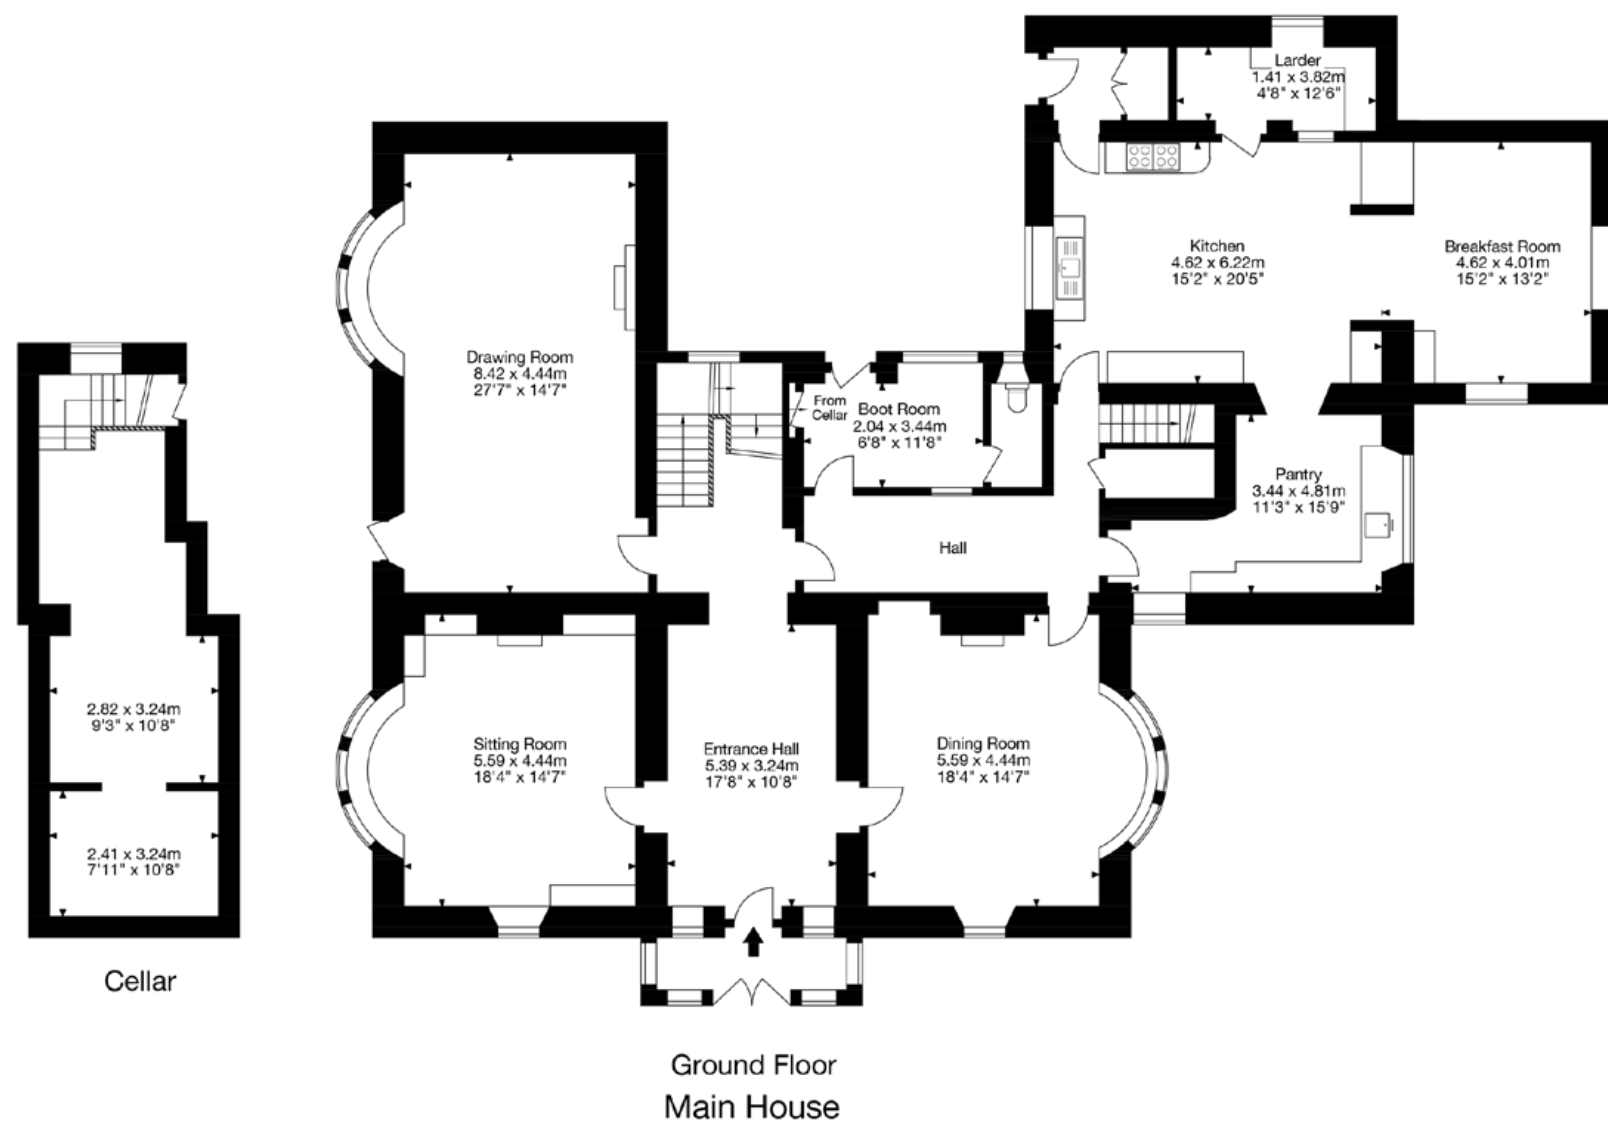 Larder
1.41 x 3.82m
4'8" x 12'6"
Kitchen
4.62 x 6.22m
15'2" x 20'5"
Breakfast Room
4.62 x 4.01m
15'2" x 13'2"
Drawing Room
8.42 x 4.44m
27'7" x 14'7"
From
Cellar
Boot Room
2.04 x 3.44m
6'8" x 11'8"
Pantry
3.44 x 4.81m
11'3" x 15'9"
Hall
2.82 x 3.24m
9'3" x 10'8"
Sitting Room
5.59 x 4.44m
18'4" x 14'7"
Entrance Hall
5.39 x 3.24m
17'8" x 10'8"
Dining Room
5.59 x 4.44m
18'4" x 14'7"
2.41 x 3.24m
7'11" x 10'8"
Cellar
Ground Floor
Main House